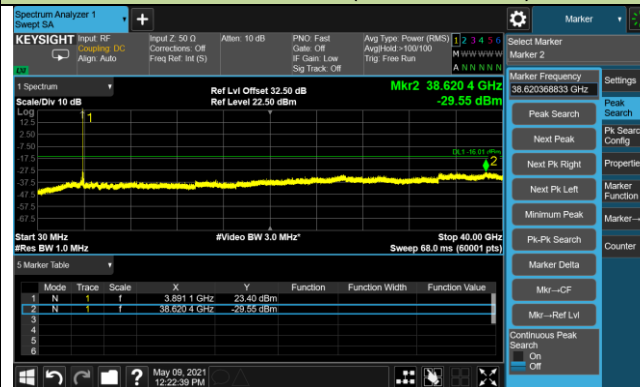 Spectrum Analyzer 1
Swept SA
Marker
KEYSIGHT
Input: RF
Coupling: DC
Align: Auto
Input Z: 50 Ω
Corrections: Off
Freq Ref: Int (S)
Atten: 10 dB
PNO: Fast
Gate: Off
IF Gain: Low
Sig Track: Off
Avg Type: Power (RMS)
Avg|Hold:>100/100
Trig: Free Run
1 2 3 4 5 6
M W W W W W
A N N N N N
Select Marker
Marker 2
Marker Frequency
38.620368833 GHz
Settings
Peak Search
Next Peak
Next Pk Right
Next Pk Left
Minimum Peak
Pk-Pk Search
Marker Delta
Mkr→CF
Mkr→Ref Lvl
Continuous Peak
Search
On
Off
Peak
Search
Pk Searc
Config
Propertie
Marker
Function
Marker→
Counter
1 Spectrum
Scale/Div 10 dB
Ref Lvl Offset 32.50 dB
Ref Level 22.50 dBm
Mkr2 38.620 4 GHz
-29.55 dBm
Log
12.5
2.50
-7.50
-17.5
-27.5
-37.5
-47.5
-57.5
-67.5
1
DL1 -16.01 dBm
2
Start 30 MHz
#Res BW 1.0 MHz
#Video BW 3.0 MHz*
Stop 40.00 GHz
Sweep 68.0 ms (60001 pts)
5 Marker Table
Mode Trace Scale X Y Function Function Width Function Value
1 N 1 f 3.891 1 GHz 23.40 dBm
2 N 1 f 38.620 4 GHz -29.55 dBm
3
4
5
6
May 09, 2021
12:22:39 PM